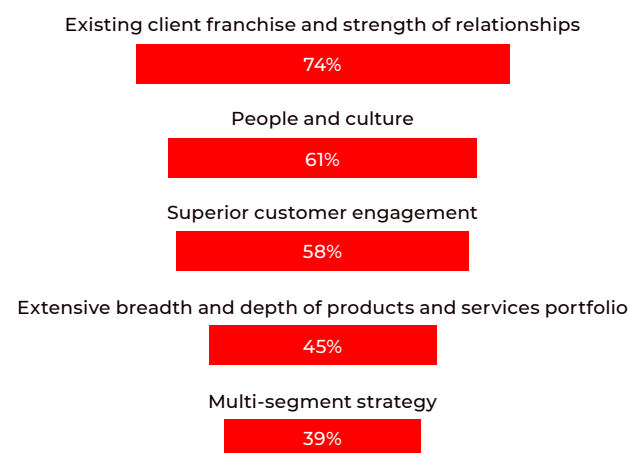 Existing client franchise and strength of relationships
74%
People and culture
61%
Superior customer engagement
58%
Extensive breadth and depth of products and services portfolio
45%
Multi-segment strategy
39%